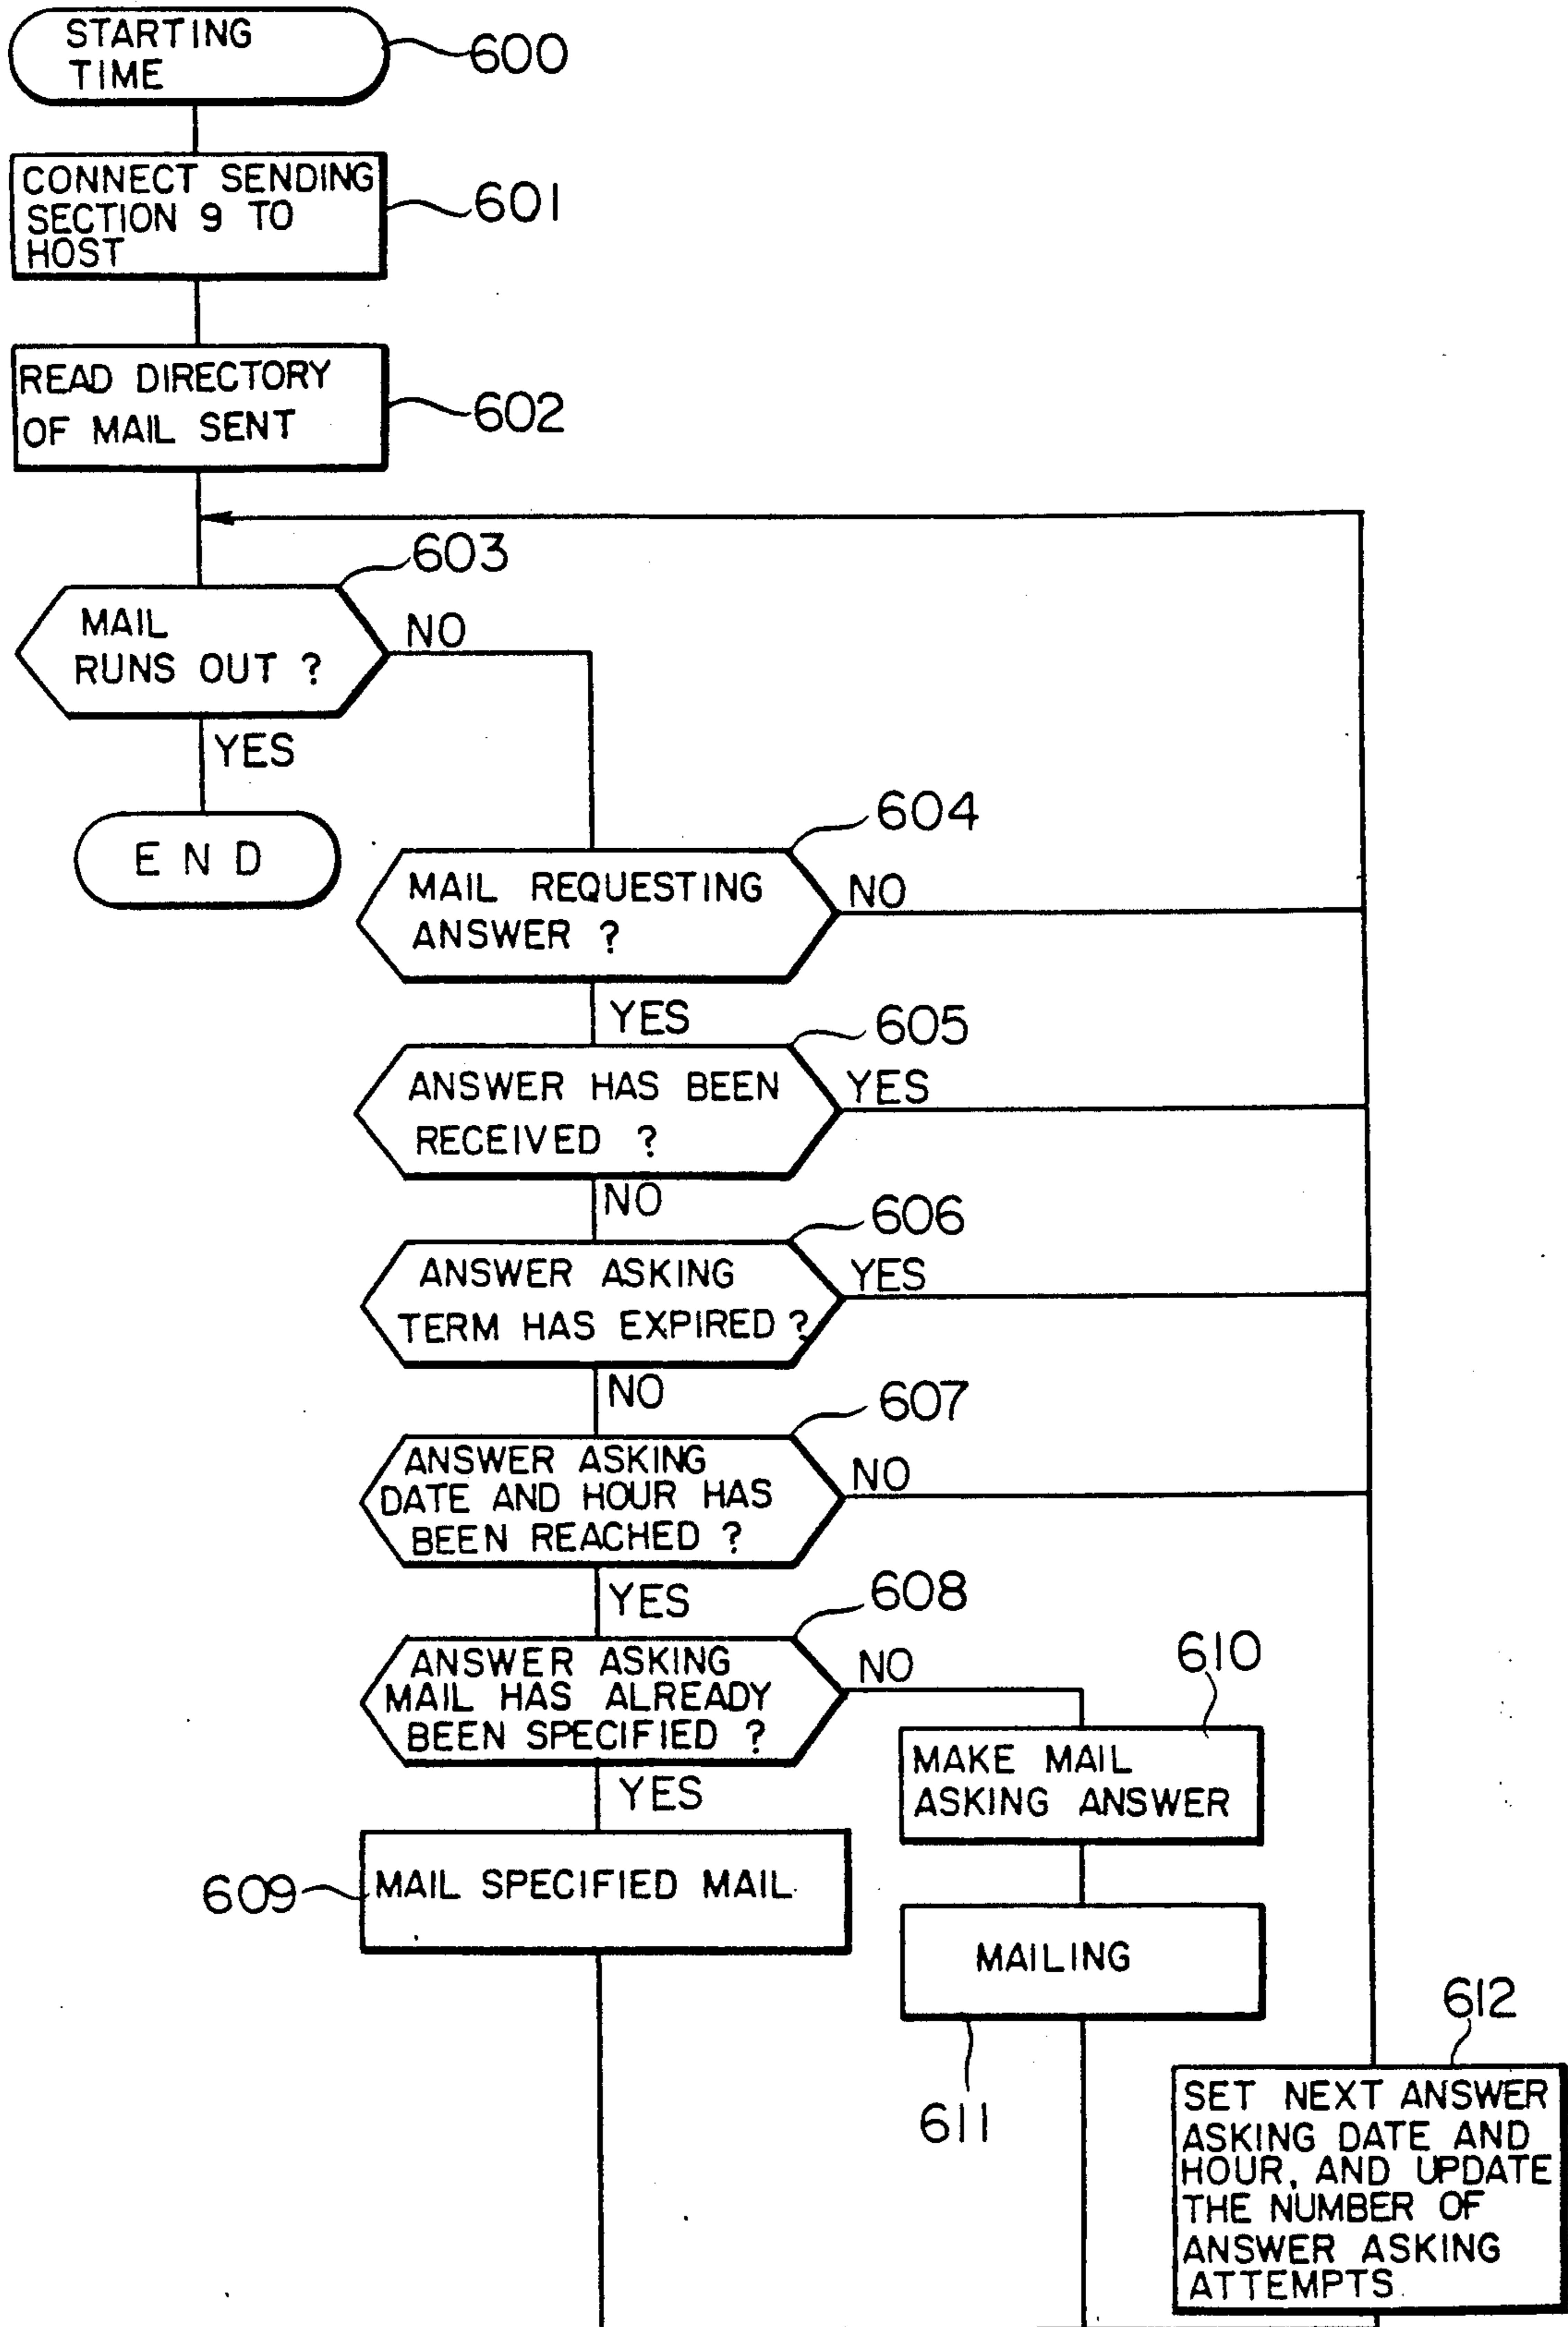 STARTING
TIME
600
CONNECT SENDING
SECTION 9 TO
HOST
601
READ DIRECTORY
OF MAIL SENT
602
603
MAIL
RUNS OUT ?
NO
YES
END
604
MAIL REQUESTING
ANSWER ?
NO
YES
605
ANSWER HAS BEEN
RECEIVED ?
YES
NO
606
ANSWER ASKING
TERM HAS EXPIRED ?
YES
NO
607
ANSWER ASKING
DATE AND HOUR HAS
BEEN REACHED ?
NO
YES
608
ANSWER ASKING
MAIL HAS ALREADY
BEEN SPECIFIED ?
NO
YES
610
MAKE MAIL
ASKING ANSWER
609
MAIL SPECIFIED MAIL
MAILING
611
612
SET NEXT ANSWER
ASKING DATE AND
HOUR, AND UPDATE
THE NUMBER OF
ANSWER ASKING
ATTEMPTS